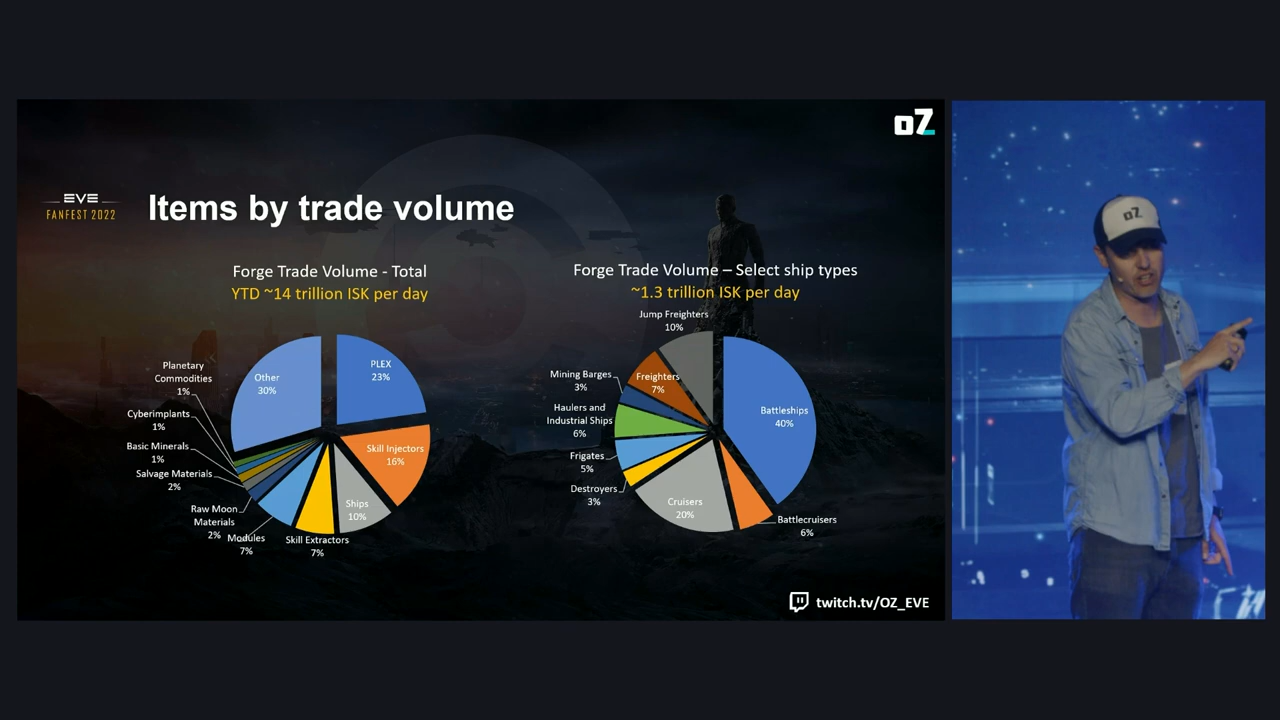 oZ
EVE
FANFEST 2022
Items by trade volume
Forge Trade Volume - Total
YTD ~14 trillion ISK per day
PLEX
23%
Skill Injectors
16%
Ships
10%
Skill Extractors
7%
Modules
7%
Raw Moon
Materials
2%
Salvage Materials
2%
Basic Minerals
1%
Cyberimplants
1%
Planetary
Commodities
1%
Other
30%
Forge Trade Volume – Select ship types
~1.3 trillion ISK per day
Battleships
40%
Battlecruisers
6%
Cruisers
20%
Destroyers
3%
Frigates
5%
Haulers and
Industrial Ships
6%
Mining Barges
3%
Freighters
7%
Jump Freighters
10%
twitch.tv/OZ_EVE
oZ